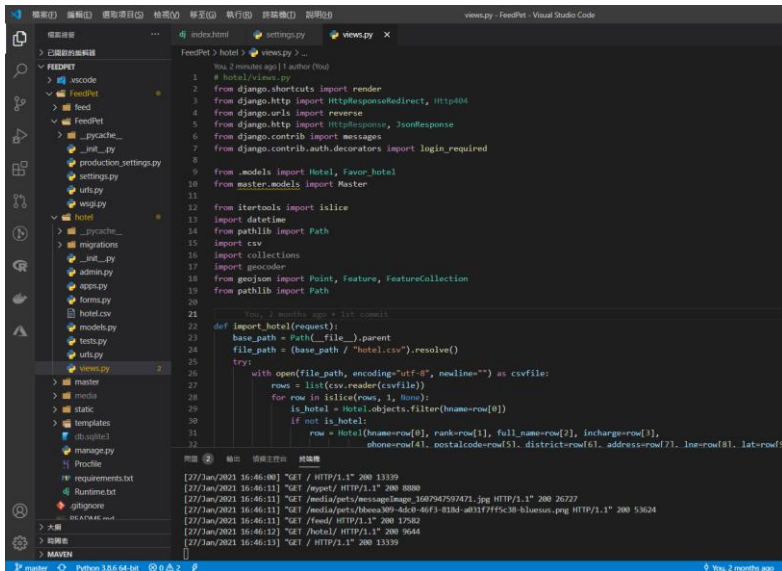 檔案(F) 編輯(E) 選取項目(S) 檢視(V) 移至(G) 執行(R) 終端機(T) 說明(H)
views.py - FeedPet - Visual Studio Code
檔案總管 ...
index.html settings.py views.py ×
> 已開啟的編輯器
FeedPet > hotel > views.py > ...
FEEDPET
> .vscode
FeedPet
> feed
FeedPet
> __pycache__
__init__.py
production_settings.py
settings.py
urls.py
wsgi.py
hotel
> __pycache__
> migrations
__init__.py
admin.py
apps.py
forms.py
hotel.csv
models.py
tests.py
urls.py
views.py 2
> master
> media
> static
> templates
db.sqlite3
manage.py
Procfile
requirements.txt
Runtime.txt
.gitignore
README.md
> 大綱
> 時間表
> MAVEN
You, 2 minutes ago | 1 author (You)
1 # hotel/views.py
2 from django.shortcuts import render
3 from django.http import HttpResponseRedirect, Http404
4 from django.urls import reverse
5 from django.http import HttpResponse, JsonResponse
6 from django.contrib import messages
7 from django.contrib.auth.decorators import login_required
8
9 from .models import Hotel, Favor_hotel
10 from master.models import Master
11
12 from itertools import islice
13 import datetime
14 from pathlib import Path
15 import csv
16 import collections
17 import geocoder
18 from geojson import Point, Feature, FeatureCollection
19 from pathlib import Path
20
21 You, 2 months ago • 1st commit
22 def import_hotel(request):
23 base_path = Path(__file__).parent
24 file_path = (base_path / "hotel.csv").resolve()
25 try:
26 with open(file_path, encoding="utf-8", newline="") as csvfile:
27 rows = list(csv.reader(csvfile))
28 for row in islice(rows, 1, None):
29 is_hotel = Hotel.objects.filter(hname=row[0])
30 if not is_hotel:
31 row = Hotel(hname=row[0], rank=row[1], full_name=row[2], incharge=row[3],
32 phone=row[4], postalcode=row[5], district=row[6], address=row[7], lng=row[8], lat=row[9
問題 2 輸出 偵錯主控台 終端機
[27/Jan/2021 16:46:00] "GET / HTTP/1.1" 200 13339
[27/Jan/2021 16:46:11] "GET /mypet/ HTTP/1.1" 200 8880
[27/Jan/2021 16:46:11] "GET /media/pets/messageImage_1607947597471.jpg HTTP/1.1" 200 26727
[27/Jan/2021 16:46:11] "GET /media/pets/bbeea309-4dc0-46f3-818d-a031f7ff5c38-bluesus.png HTTP/1.1" 200 53624
[27/Jan/2021 16:46:11] "GET /feed/ HTTP/1.1" 200 17582
[27/Jan/2021 16:46:12] "GET /hotel/ HTTP/1.1" 200 9644
[27/Jan/2021 16:46:13] "GET / HTTP/1.1" 200 13339
master Python 3.8.6 64-bit 0 2 You, 2 months ago